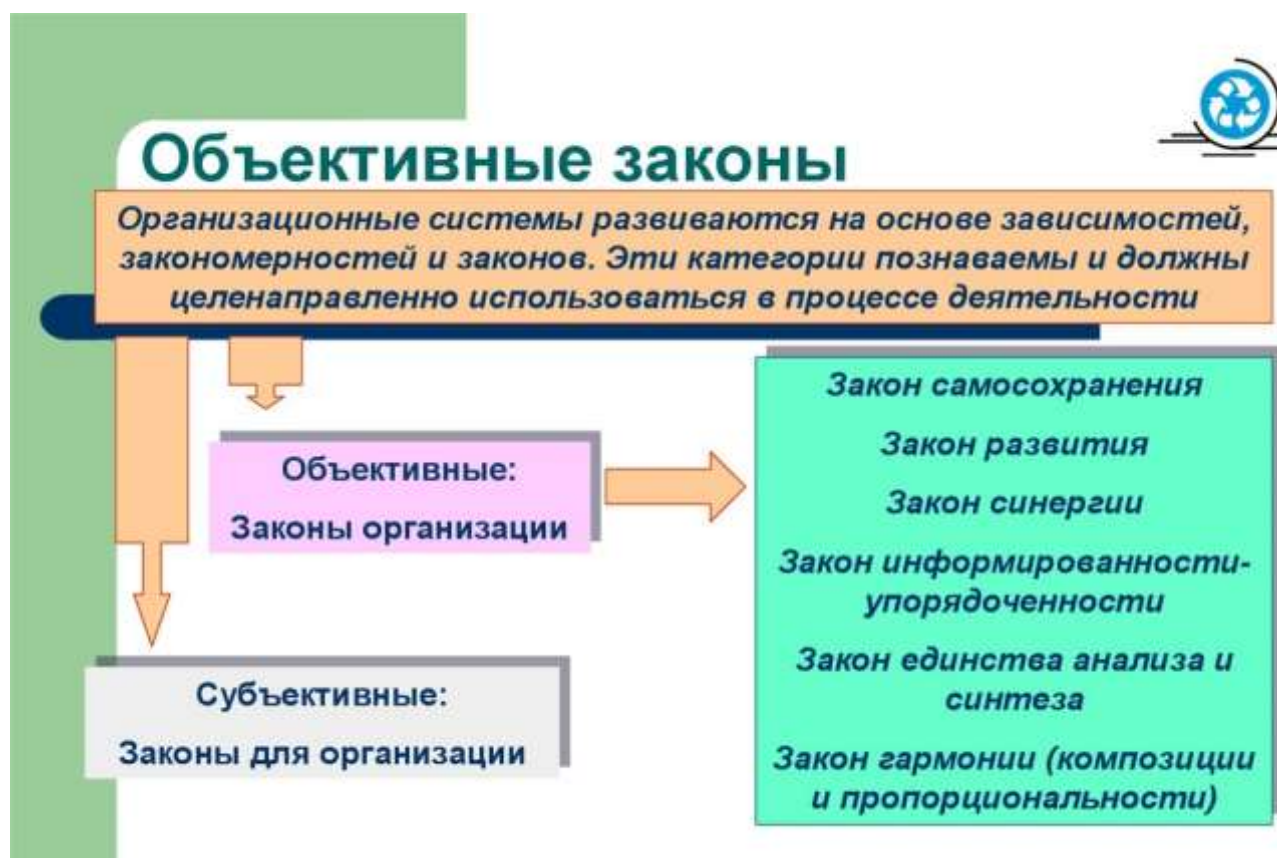 Объективные законы
Организационные системы развиваются на основе зависимостей,
закономерностей и законов. Эти категории познаваемы и должны
целенаправленно использоваться в процессе деятельности
Объективные:
Законы организации
Субъективные:
Законы для организации
Закон самосохранения
Закон развития
Закон синергии
Закон информированности-
упорядоченности
Закон единства анализа и
синтеза
Закон гармонии (композиции
и пропорциональности)